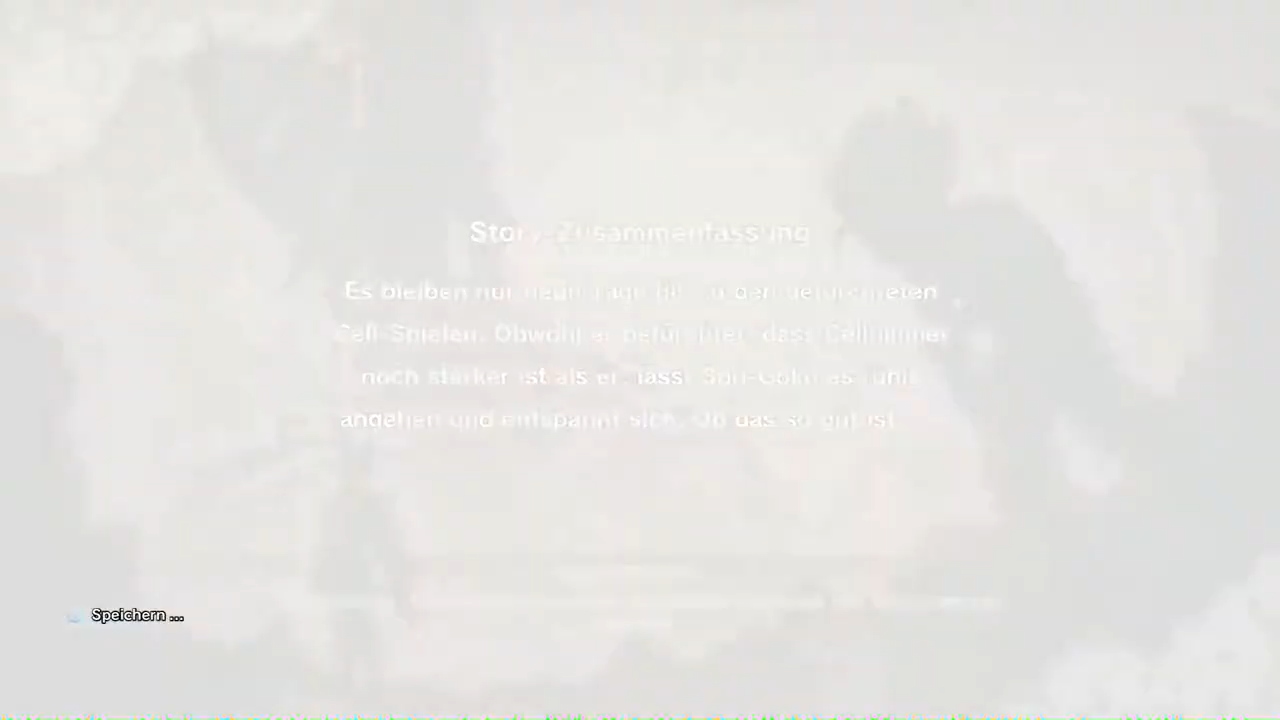 Story-Zusammenfassung
Es bleiben nur neun Tage bis zu den gefürchteten
Cell-Spielen. Obwohl er befürchtet, dass Cell immer
noch stärker ist als er, lässt Son-Goku es ruhig
angehen und entspannt sich. Ob das so gut ist
Speichern ...